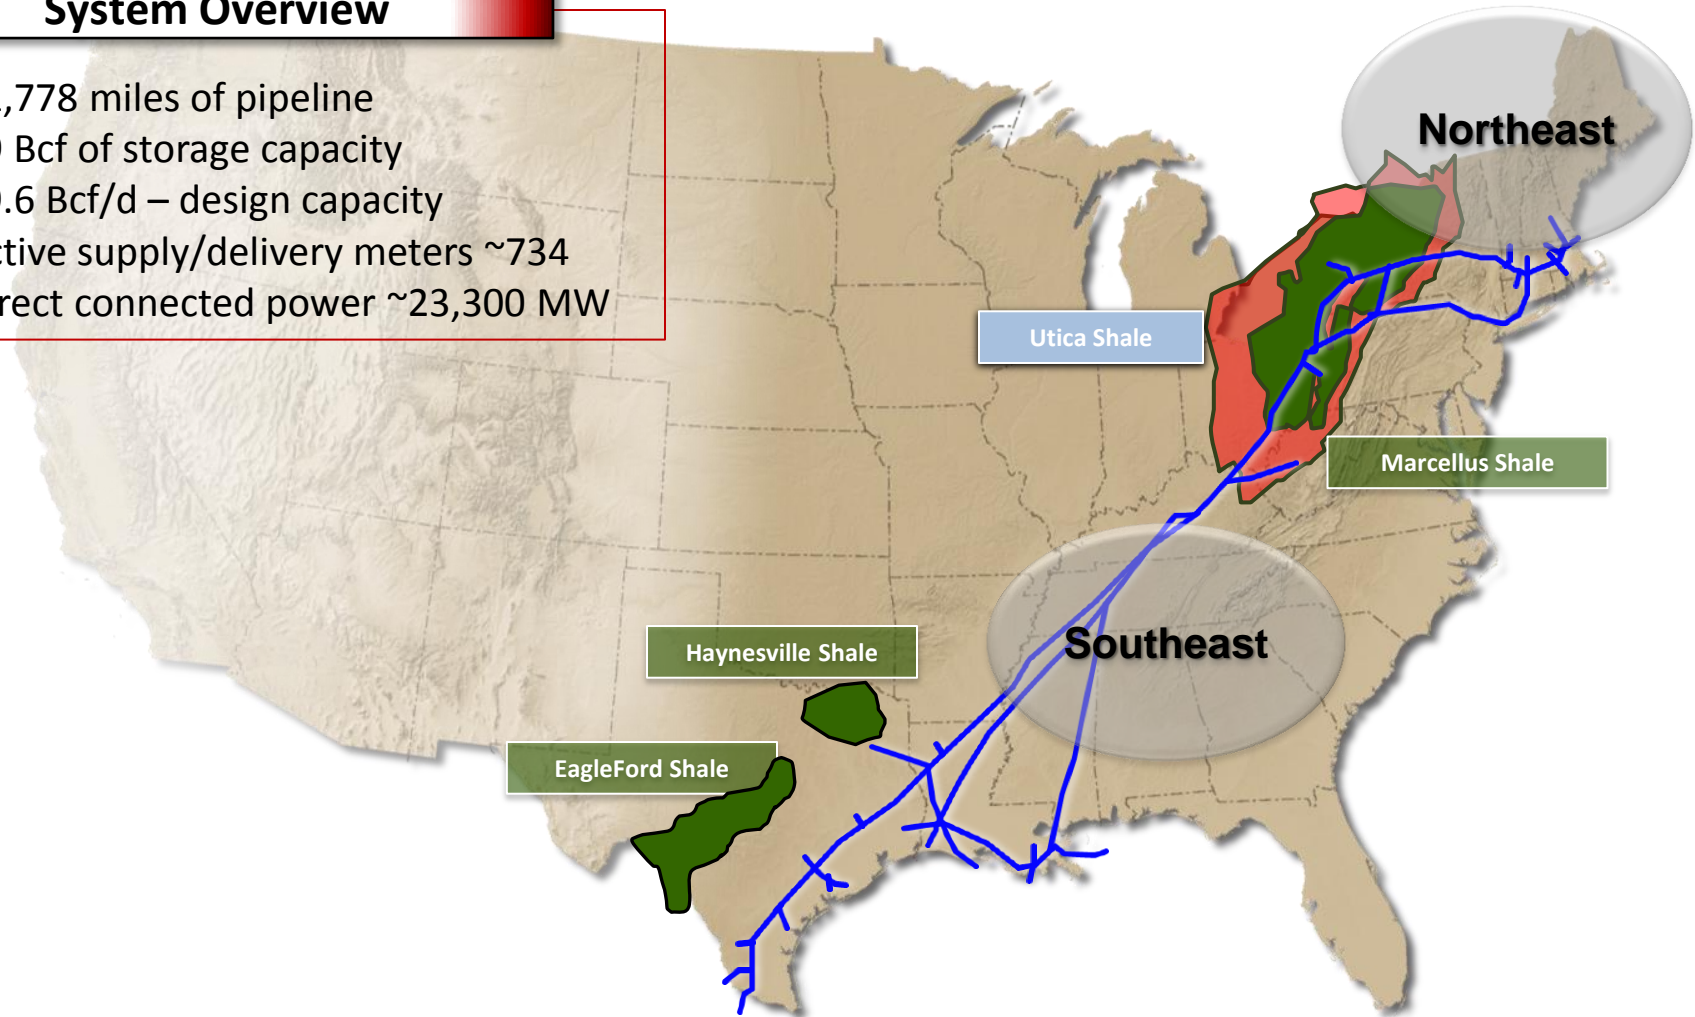 System Overview
,778 miles of pipeline
Bcf of storage capacity
.6 Bcf/d – design capacity
ctive supply/delivery meters ~734
rect connected power ~23,300 MW
Northeast
Utica Shale
Marcellus Shale
Southeast
Haynesville Shale
EagleFord Shale